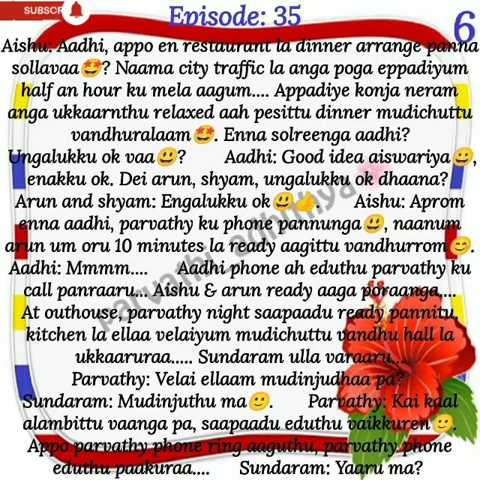 SUBSCR
Episode: 35
6
Aishu: Aadhi, appo en restaurant la dinner arrange panna
sollavaa🤩? Naama city traffic la anga poga eppadiyum
half an hour ku mela aagum.... Appadiye konja neram
anga ukkaarnthu relaxed aah pesittu dinner mudichuttu
vandhuralaam🤩. Enna solreenga aadhi?
Ungalukku ok vaa😃? Aadhi: Good idea aiswariya😃,
enakku ok. Dei arun, shyam, ungalukku ok dhaana?
Arun and shyam: Engalukku ok😃👍. Aishu: Aprom
enna aadhi, parvathy ku phone pannunga😃, naanum
arun um oru 10 minutes la ready aagittu vandhurrom😊.
Aadhi: Mmmm.... Aadhi phone ah eduthu parvathy ku
call panraaru... Aishu & arun ready aaga poraanga,...
At outhouse, parvathy night saapaadu ready pannitu,
kitchen la ellaa velaiyum mudichuttu vandhu hall la
ukkaaruraa..... Sundaram ulla varaaru...
Parvathy: Velai ellaam mudinjudhaa pa?
Sundaram: Mudinjuthu ma🙂. Parvathy: Kai kaal
alambittu vaanga pa, saapaadu eduthu vaikkuren🙂.
Appo parvathy phone ring aaguthu, parvathy phone
eduthu paakuraa.... Sundaram: Yaaru ma?